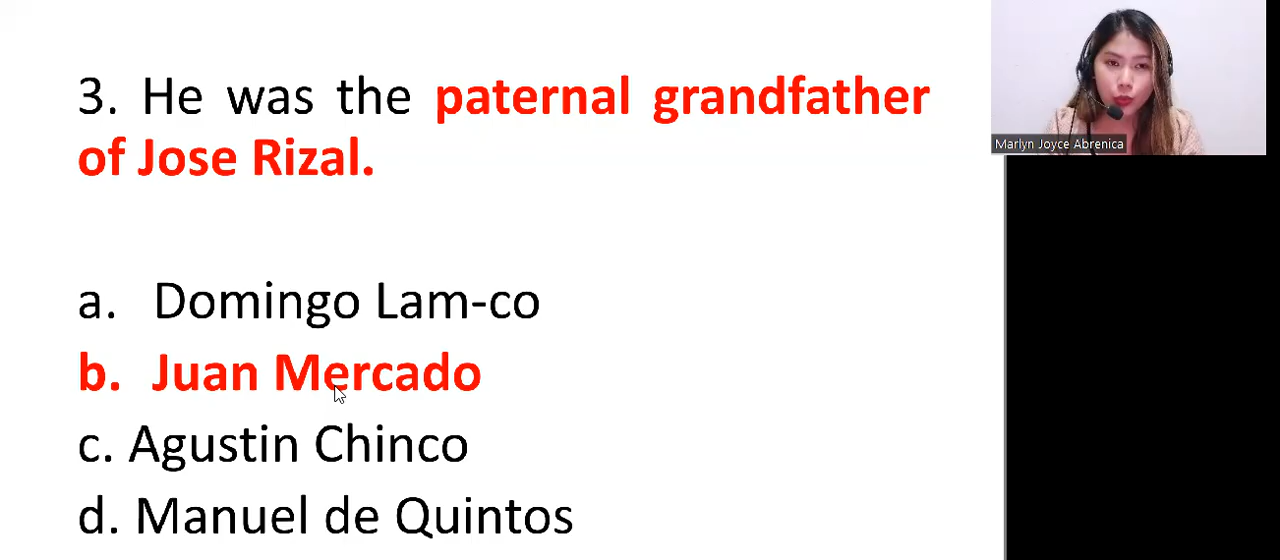 3. He was the paternal grandfather
of Jose Rizal.
a. Domingo Lam-co
b. Juan Mercado
c. Agustin Chinco
d. Manuel de Quintos
Marlyn Joyce Abrenica